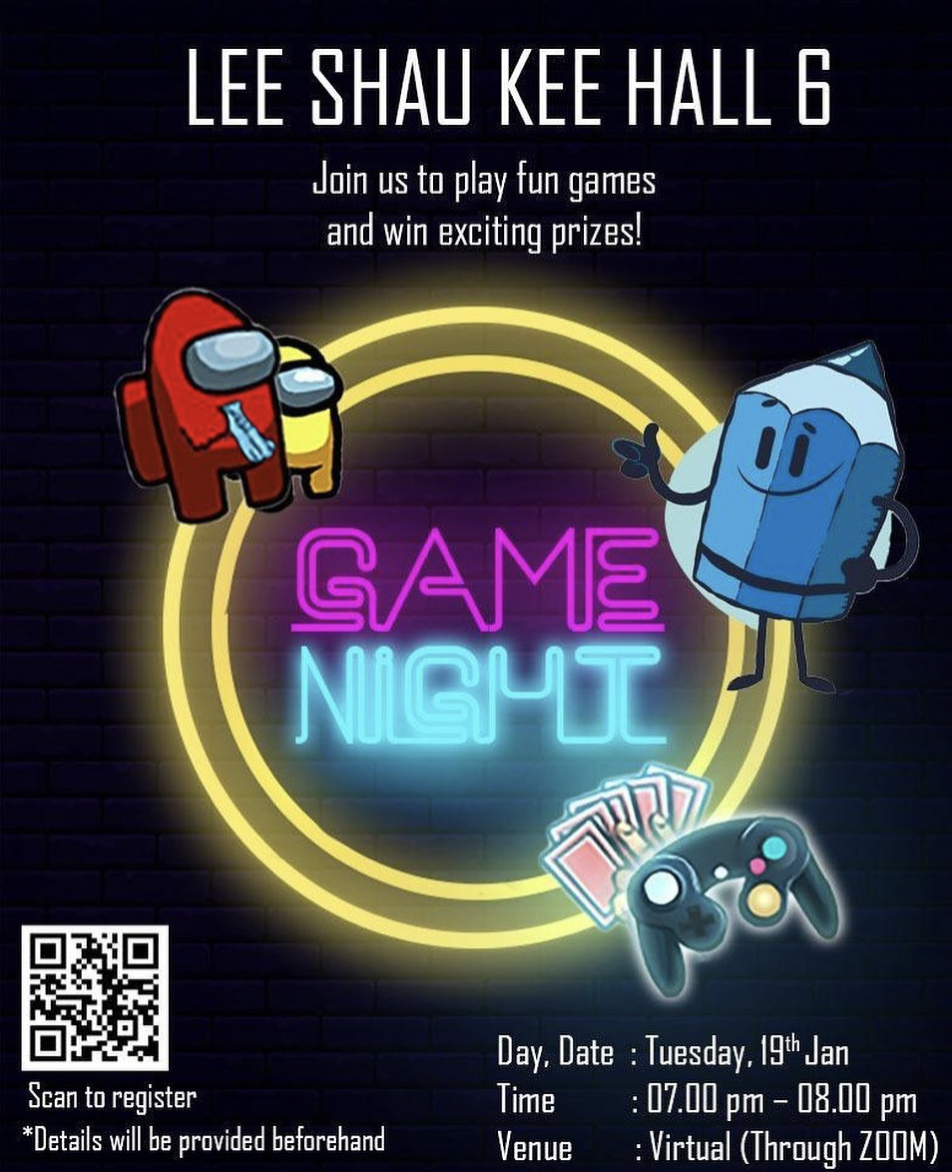 LEE SHAU KEE HALL 6
Join us to play fun games
and win exciting prizes!
GAME
NIGHT
Scan to register
*Details will be provided beforehand
Day, Date : Tuesday, 19th Jan
Time : 07.00 pm – 08.00 pm
Venue : Virtual (Through ZOOM)